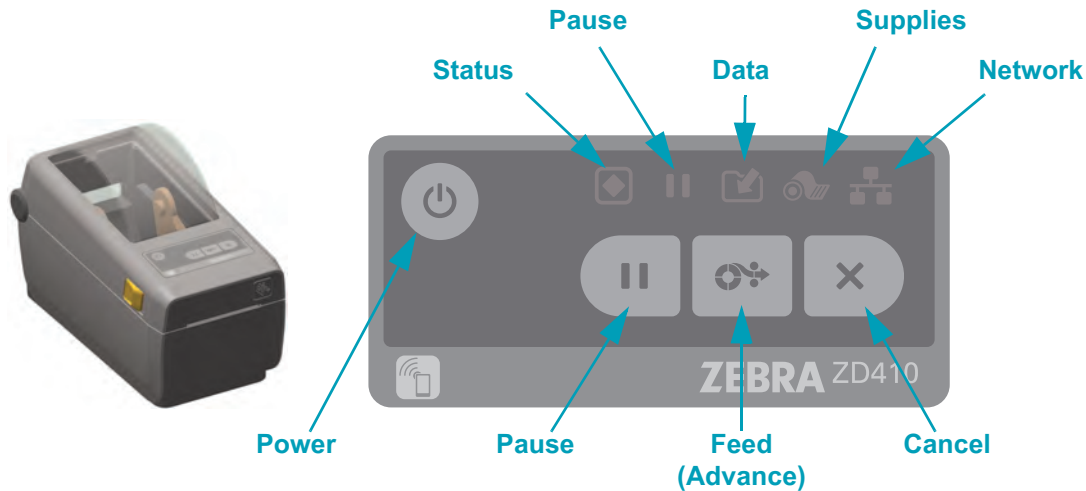 Pause
Supplies
Status
Data
Network
ZEBRA ZD410
Power
Pause
Feed
(Advance)
Cancel